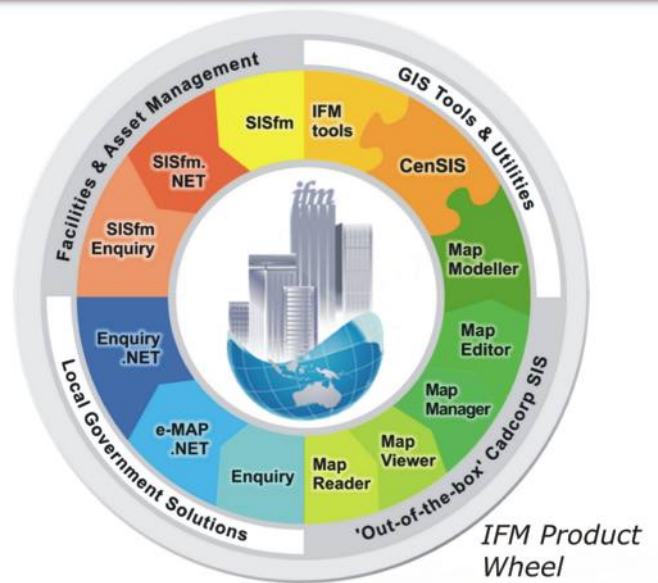 Facilities & Asset Management
GIS Tools & Utilities
SISfm
IFM
tools
SISfm.
NET
CenSIS
SISfm
Enquiry
ifm
Map
Modeller
Enquiry
.NET
Map
Editor
Map
Manager
e-MAP
.NET
Enquiry
Map
Reader
Map
Viewer
Local Government Solutions
'Out-of-the-box' Cadcorp SIS
IFM Product
Wheel